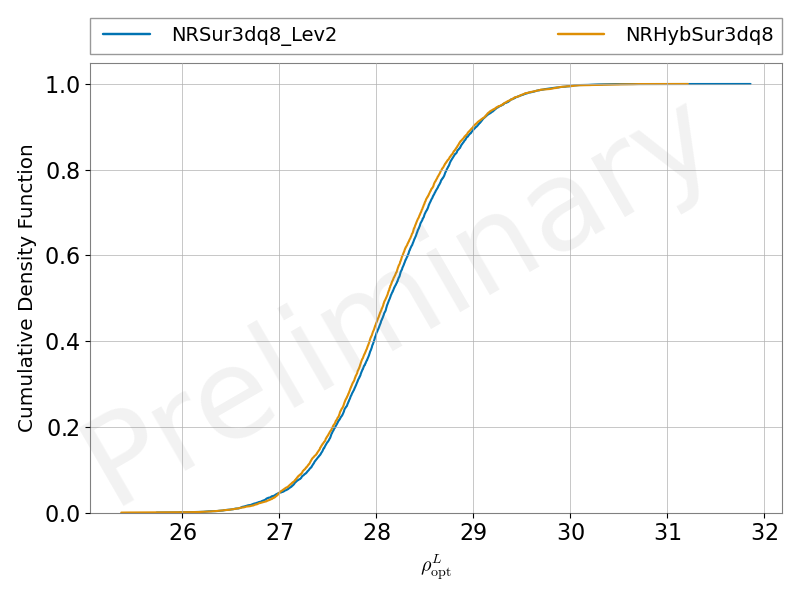 NRSur3dq8_Lev2 NRHybSur3dq8
1.0
0.8
0.6
0.4
0.2
0.0
Cumulative Density Function
Preliminary
26 27 28 29 30 31 32
ρ_opt^L